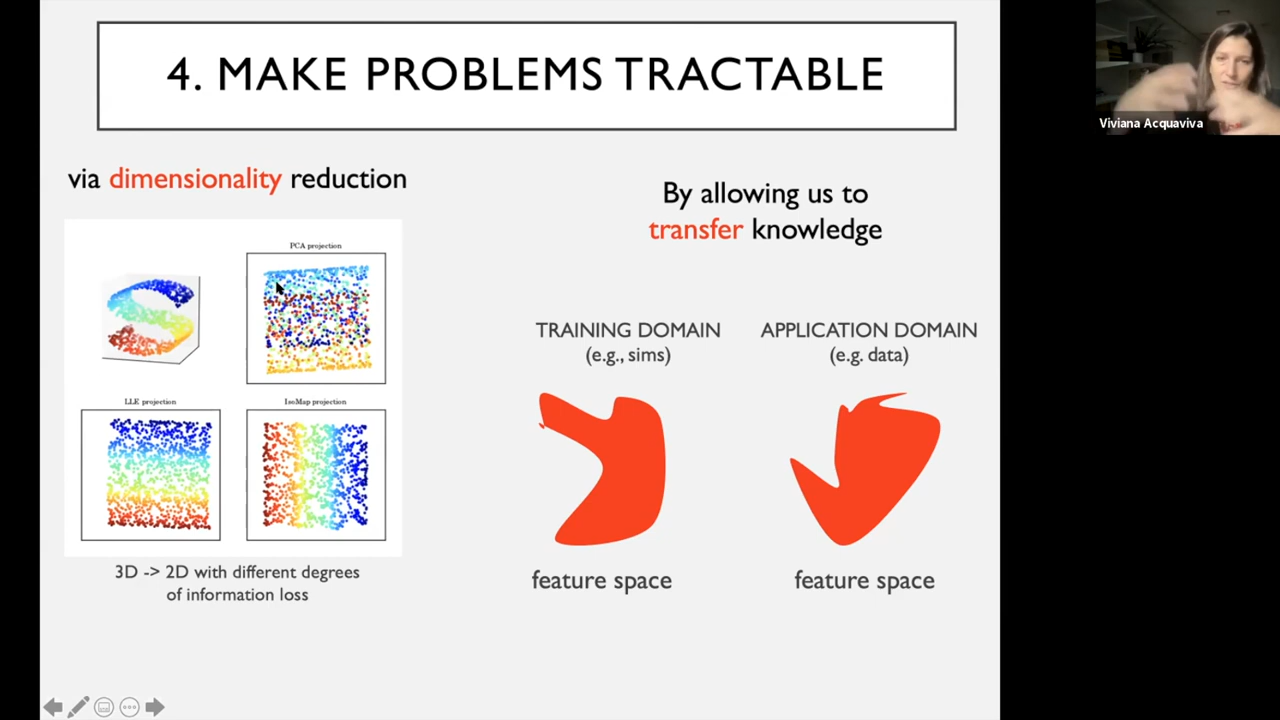 4. MAKE PROBLEMS TRACTABLE
via dimensionality reduction
PCA projection
LLE projection
IsoMap projection
3D -> 2D with different degrees
of information loss
By allowing us to
transfer knowledge
TRAINING DOMAIN
(e.g., sims)
APPLICATION DOMAIN
(e.g. data)
feature space
feature space
Viviana Acquaviva